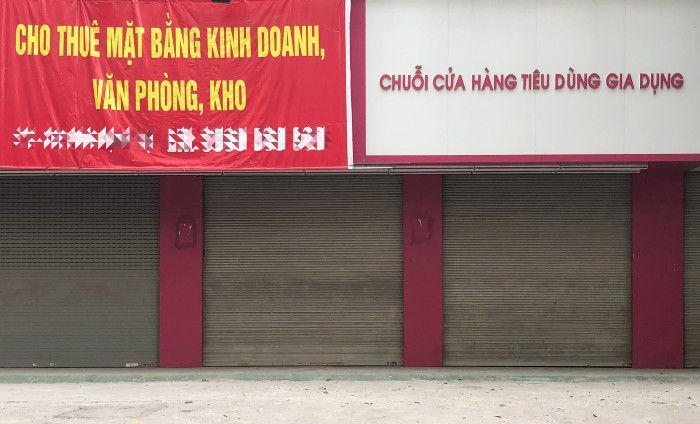 CHO THUÊ MẶT BẰNG KINH DOANH,
VĂN PHÒNG, KHO
CHUỖI CỬA HÀNG TIÊU DÙNG GIA DỤNG